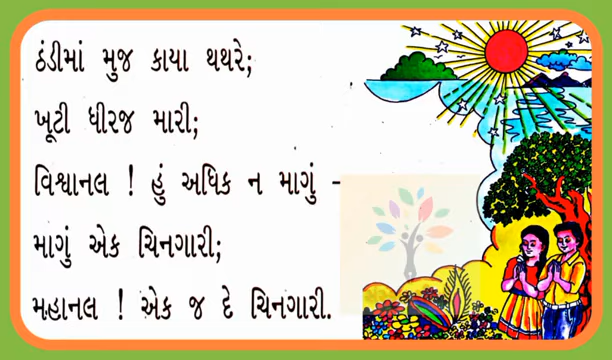 ઠંડીમાં મુજ કાયા થથરે;
ખૂટી ધીરજ મારી;
વિશ્વાનલ ! હું અધિક ન માગું -
માગું એક ચિનગારી;
મહાનલ ! એક જ દે ચિનગારી.